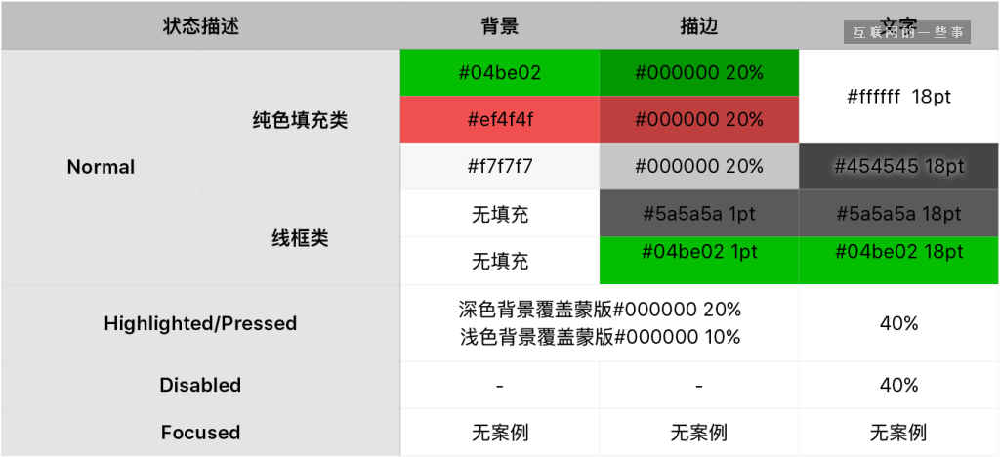 状态描述 背景 描边 文字
互联网的一些事
Normal
纯色填充类
#04be02 #000000 20%
#ffffff 18pt
#ef4f4f #000000 20%
#f7f7f7 #000000 20% #454545 18pt
线框类
无填充 #5a5a5a 1pt #5a5a5a 18pt
无填充 #04be02 1pt #04be02 18pt
Highlighted/Pressed
深色背景覆盖蒙版#000000 20%
浅色背景覆盖蒙版#000000 10%
40%
Disabled - - 40%
Focused 无案例 无案例 无案例